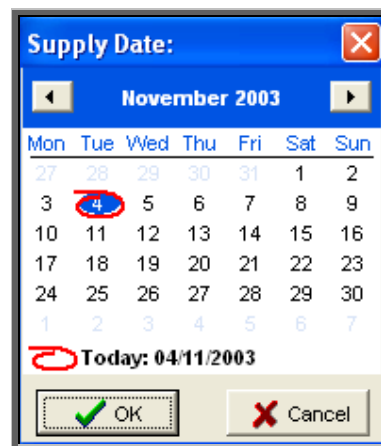 Supply Date:
November 2003
Mon Tue Wed Thu Fri Sat Sun
27 28 29 30 31 1 2
3 4 5 6 7 8 9
10 11 12 13 14 15 16
17 18 19 20 21 22 23
24 25 26 27 28 29 30
1 2 3 4 5 6 7
Today: 04/11/2003
OK Cancel